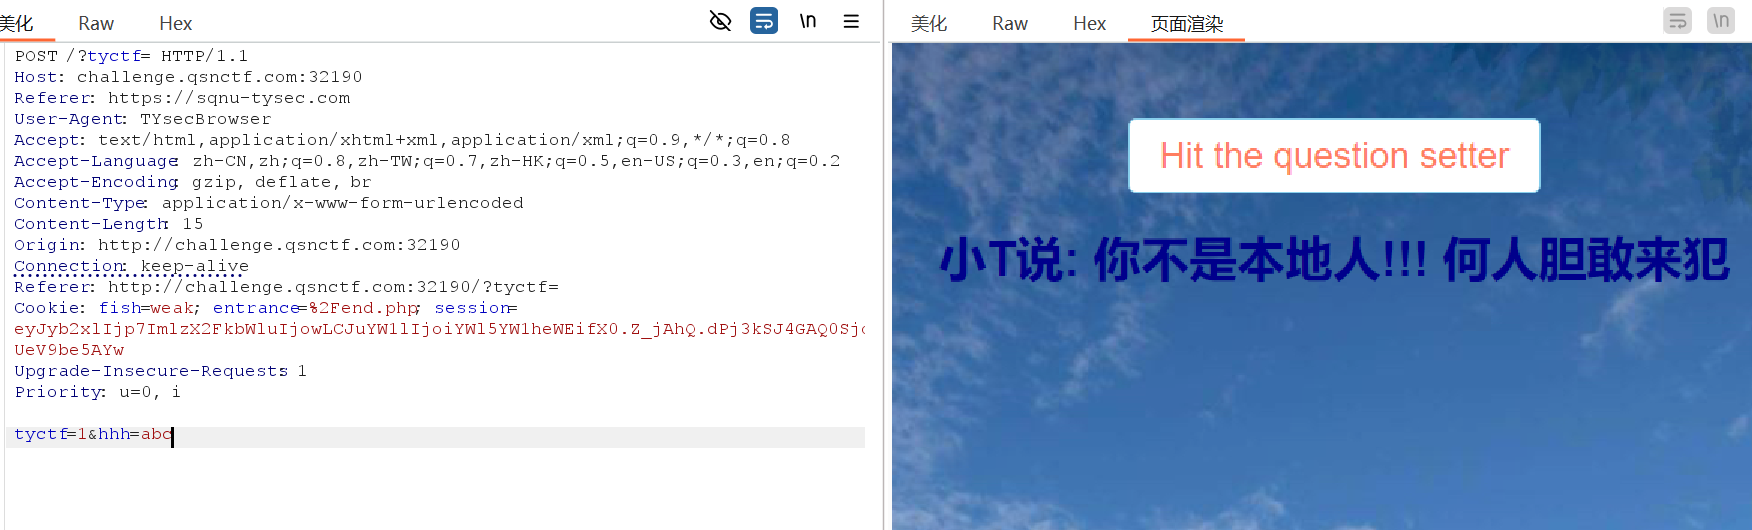 美化 Raw Hex \n
POST /?tyctf= HTTP/1.1
Host: challenge.qsnctf.com:32190
Referer: https://sqnu-tysec.com
User-Agent: TYsecBrowser
Accept: text/html,application/xhtml+xml,application/xml;q=0.9,*/*;q=0.8
Accept-Language: zh-CN,zh;q=0.8,zh-TW;q=0.7,zh-HK;q=0.5,en-US;q=0.3,en;q=0.2
Accept-Encoding: gzip, deflate, br
Content-Type: application/x-www-form-urlencoded
Content-Length: 15
Origin: http://challenge.qsnctf.com:32190
Connection: keep-alive
Referer: http://challenge.qsnctf.com:32190/?tyctf=
Cookie: fish=weak; entrance=%2Fend.php; session=
UeV9be5AYw
Upgrade-Insecure-Requests: 1
Priority: u=0, i
tyctf=1&hhh=abc
美化 Raw Hex 页面渲染 \n
Hit the question setter
小T说: 你不是本地人!!! 何人胆敢来犯